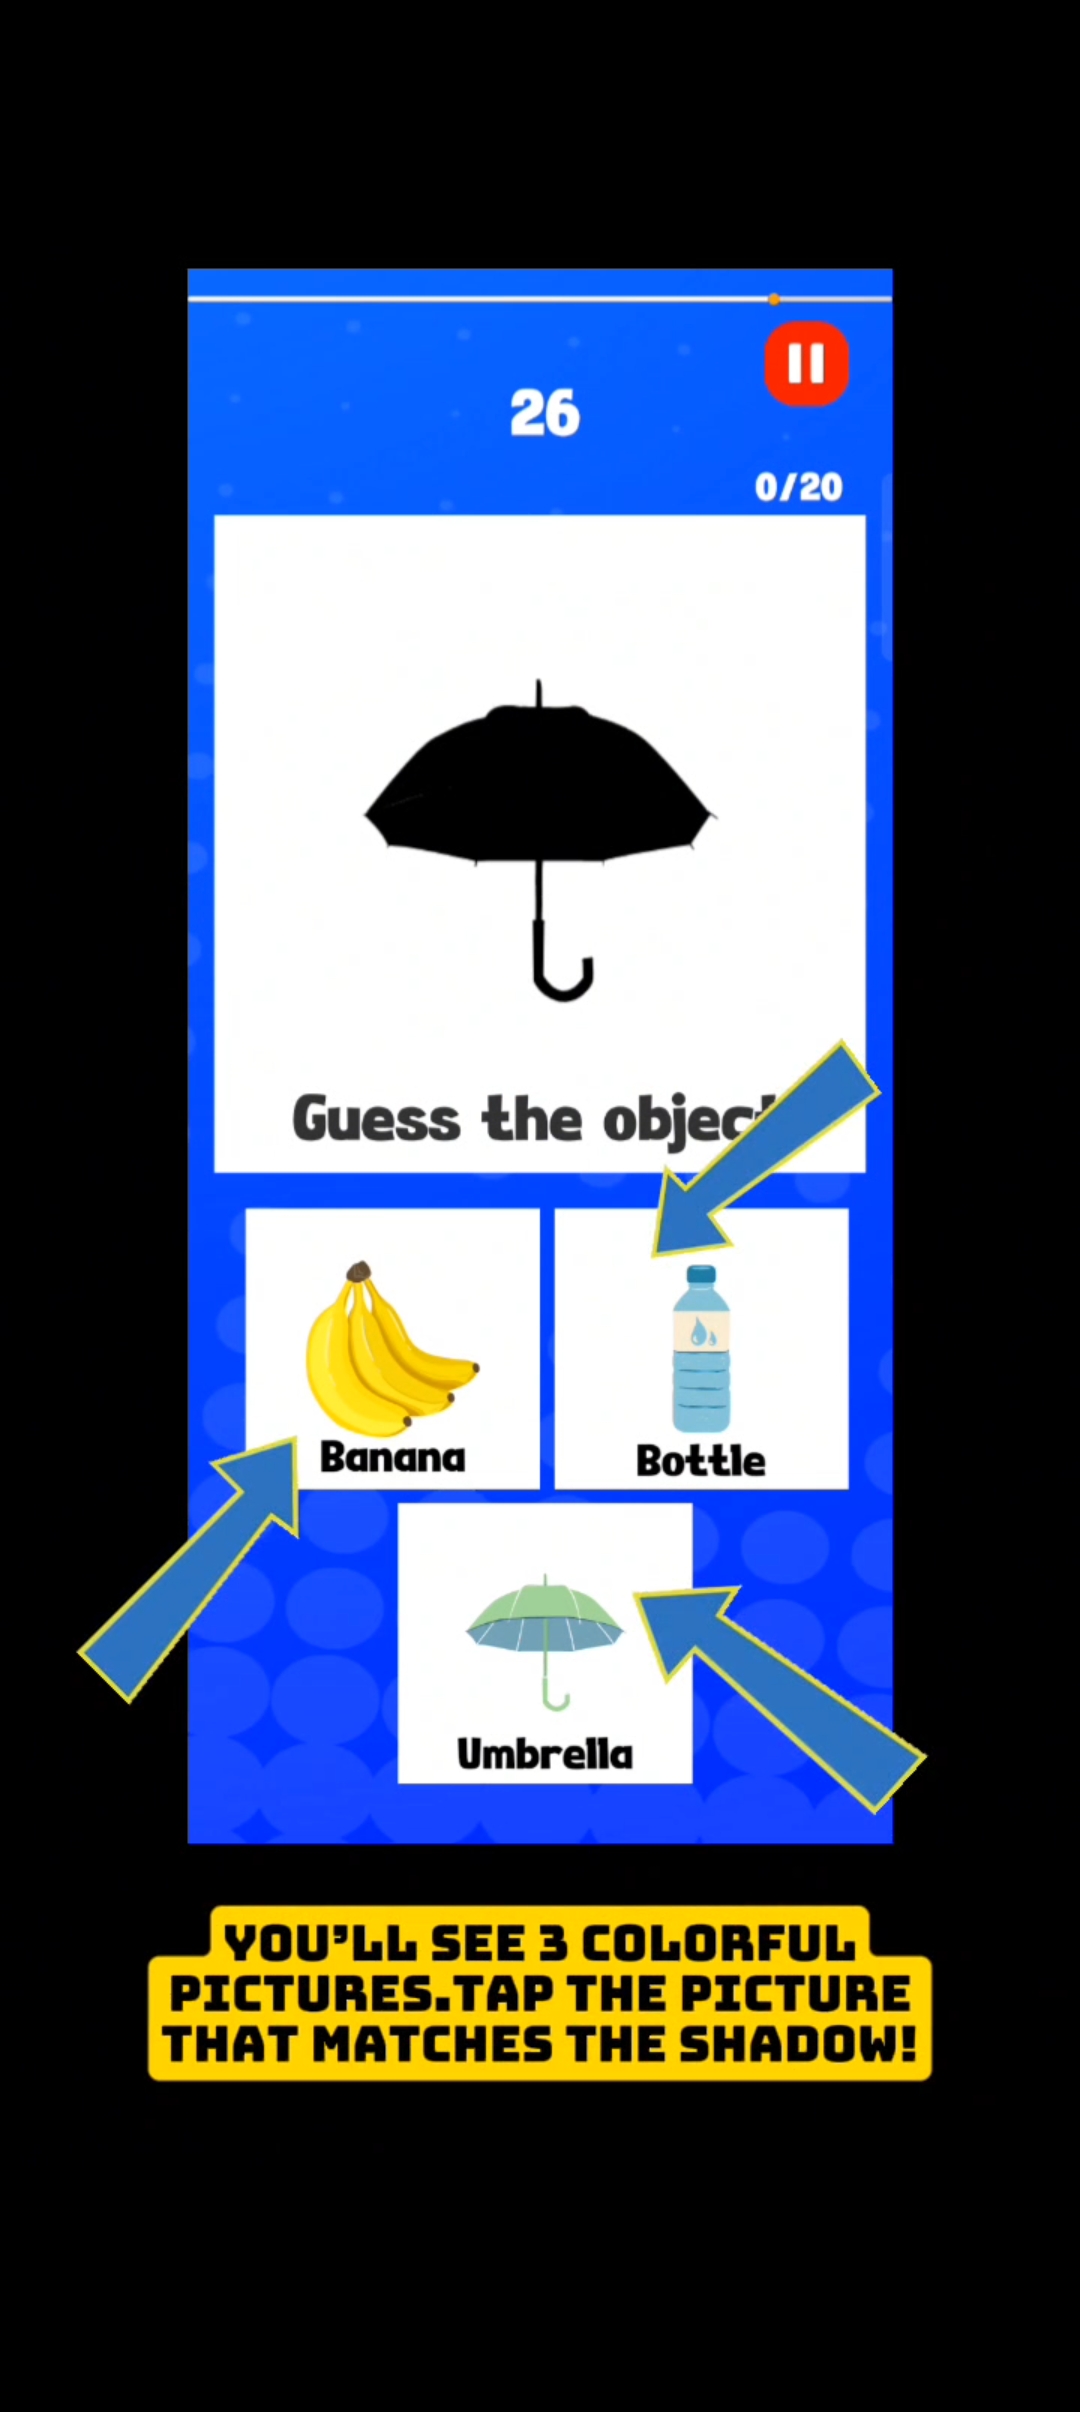 26
0/20
Guess the object
Banana
Bottle
Umbrella
YOU'LL SEE 3 COLORFUL
PICTURES.TAP THE PICTURE
THAT MATCHES THE SHADOW!